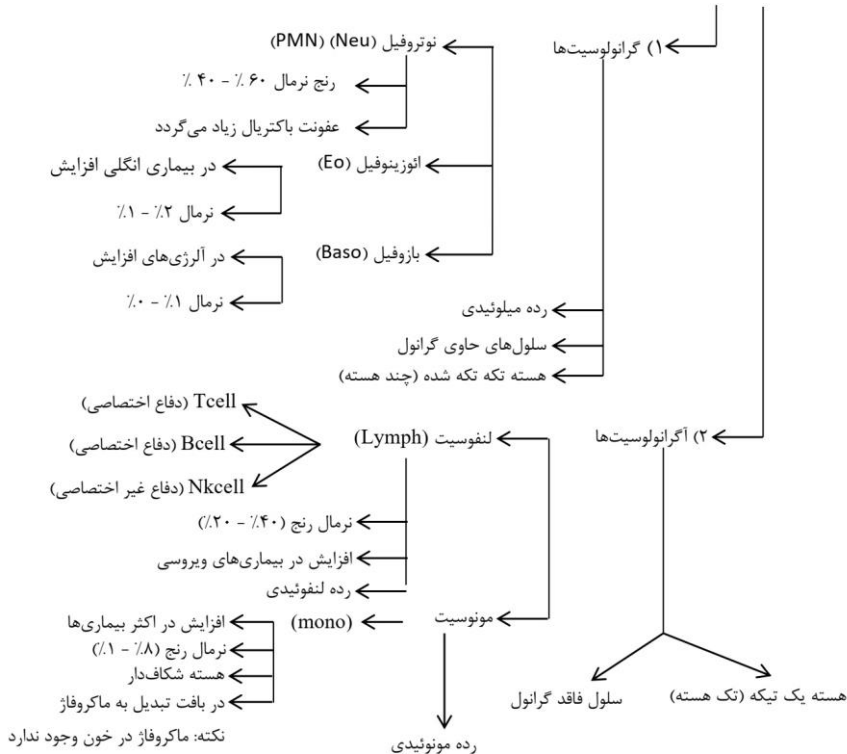 ۱) گرانولوسیت‌ها
نوتروفیل (Neu) (PMN)
رنج نرمال ۶۰٪ - ۴۰٪
عفونت باکتریال زیاد می‌گردد
ائوزینوفیل (Eo)
در بیماری انگلی افزایش
نرمال ۲٪ - ۱٪
بازوفیل (Baso)
در آلرژی‌های افزایش
نرمال ۱٪ - ۰٪
رده میلوئیدی
سلول‌های حاوی گرانول
هسته تکه تکه شده (چند هسته)
۲) آگرانولوسیت‌ها
لنفوسیت (Lymph)
Tcell (دفاع اختصاصی)
Bcell (دفاع اختصاصی)
Nkcell (دفاع غیر اختصاصی)
نرمال رنج (۴۰٪ - ۲۰٪)
افزایش در بیماری‌های ویروسی
رده لنفوئیدی
مونوسیت
(mono)
افزایش در اکثر بیماری‌ها
نرمال رنج (۸٪ - ۱٪)
هسته شکاف‌دار
در بافت تبدیل به ماکروفاژ
نکته: ماکروفاژ در خون وجود ندارد
رده مونوئیدی
هسته یک تیکه (تک هسته)
سلول فاقد گرانول